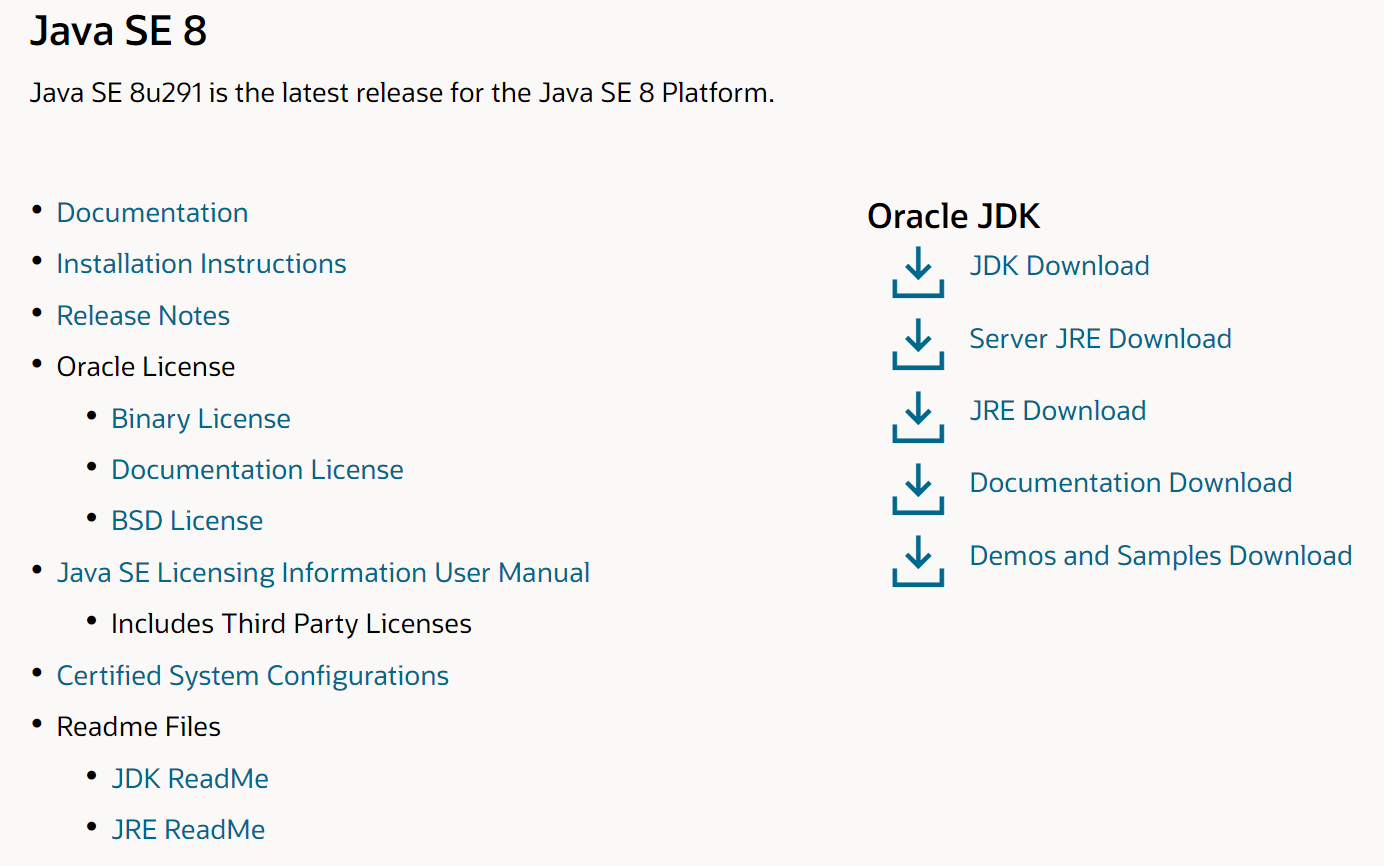 Java SE 8
Java SE 8u291 is the latest release for the Java SE 8 Platform.
Documentation
Installation Instructions
Release Notes
Oracle License
Binary License
Documentation License
BSD License
Java SE Licensing Information User Manual
Includes Third Party Licenses
Certified System Configurations
Readme Files
JDK ReadMe
JRE ReadMe
Oracle JDK
JDK Download
Server JRE Download
JRE Download
Documentation Download
Demos and Samples Download